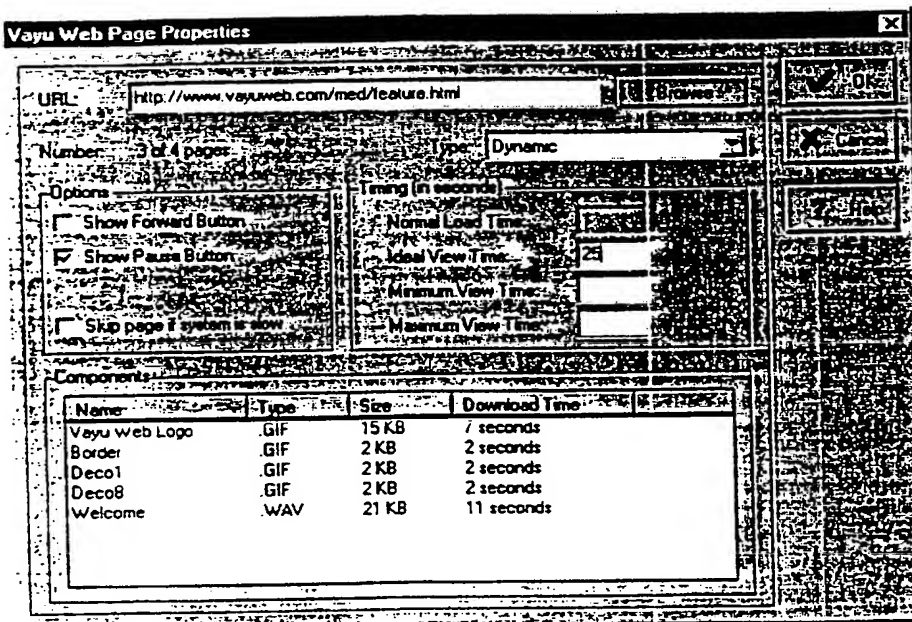 Vayu Web Page Properties
URL: http://www.vayuweb.com/med/feature.html Browse OK
Number: 3 of 4 pages Type: Dynamic Cancel
Options Timing (in seconds)
Show Forward Button Normal Load Time: Help
Show Pause Button Ideal View Time: 25
Minimum View Time:
Skip page if system is slow Maximum View Time:
Components
Name Type Size Download Time
Vayu Web Logo .GIF 15 KB 7 seconds
Border .GIF 2 KB 2 seconds
Deco1 .GIF 2 KB 2 seconds
Deco8 .GIF 2 KB 2 seconds
Welcome .WAV 21 KB 11 seconds